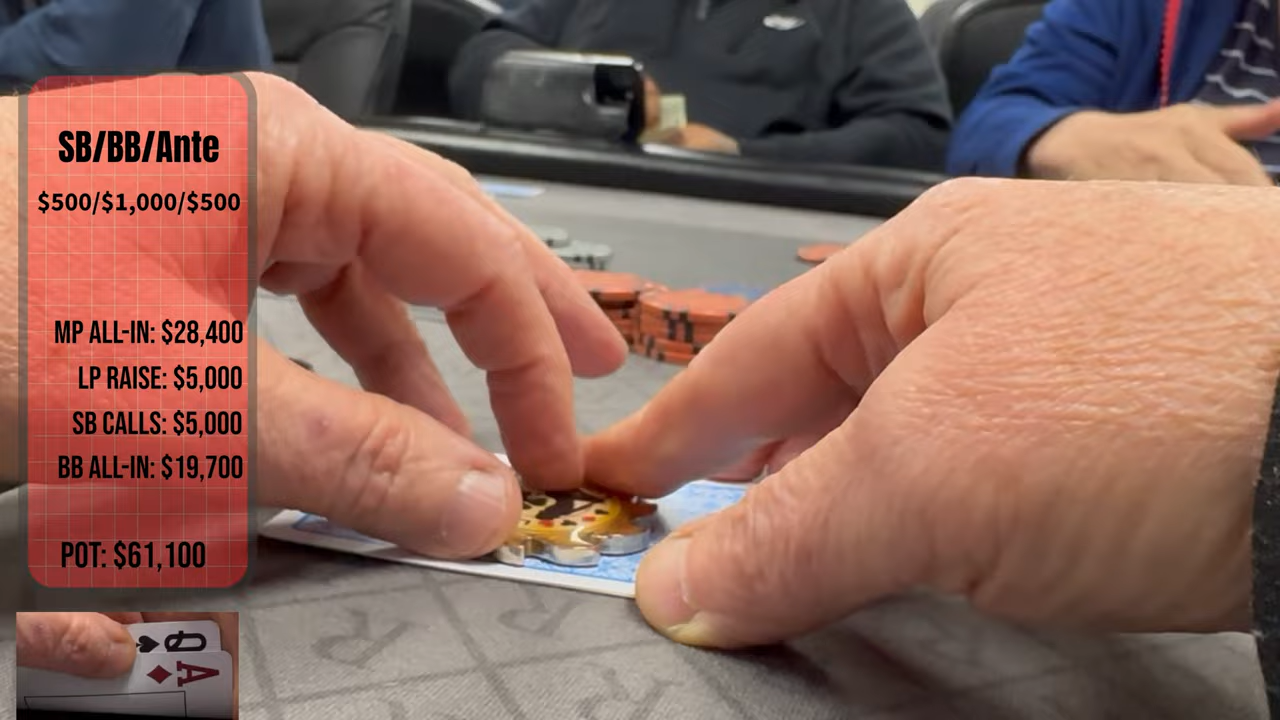 SB/BB/Ante
$500/$1,000/$500
MP ALL-IN: $28,400
LP RAISE: $5,000
SB CALLS: $5,000
BB ALL-IN: $19,700
POT: $61,100
Q
A